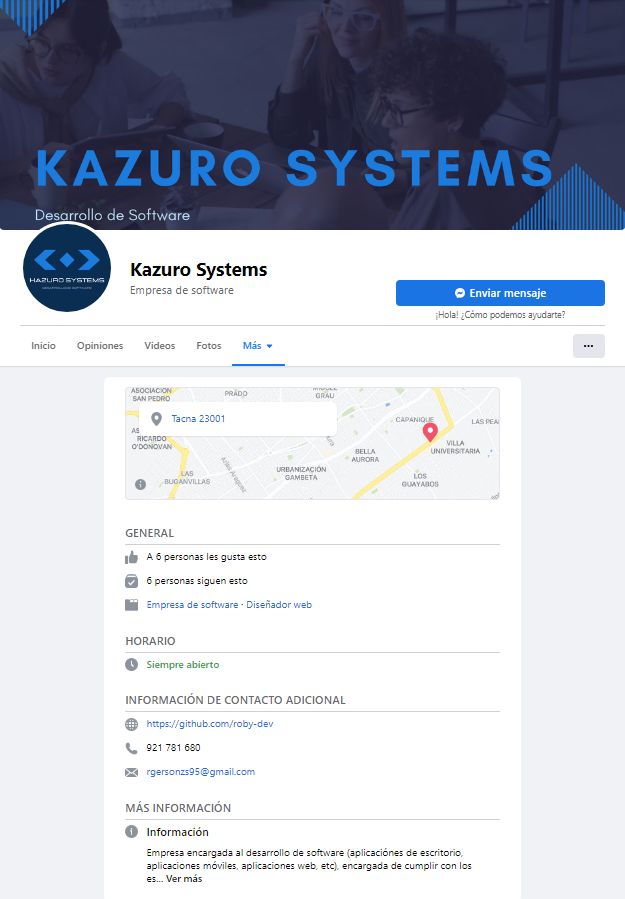 KAZURO SYSTEMS
Desarrollo de Software
KAZURO SYSTEMS
DESARROLLO DE SOFTWARE
Kazuro Systems
Empresa de software
Enviar mensaje
¡Hola! ¿Cómo podemos ayudarte?
Inicio
Opiniones
Videos
Fotos
Más
ASOCIACIÓN
SAN PEDRO
PRADO
MIGUEL
GRAU
Tacna 23001
CAPANIQUE
LAS PEA
RICARDO
O'DONOVAN
VILLA
UNIVERSITARIA
BELLA
AURORA
LAS
BUGANVILLAS
URBANIZACIÓN
GAMBETA
LOS
GUAYABOS
GENERAL
A 6 personas les gusta esto
6 personas siguen esto
Empresa de software · Diseñador web
HORARIO
Siempre abierto
INFORMACIÓN DE CONTACTO ADICIONAL
https://github.com/roby-dev
921 781 680
rgersonzs95@gmail.com
MÁS INFORMACIÓN
Información
Empresa encargada al desarrollo de software (aplicaciónes de escritorio,
aplicaciones móviles, aplicaciones web, etc), encargada de cumplir con los
es... Ver más